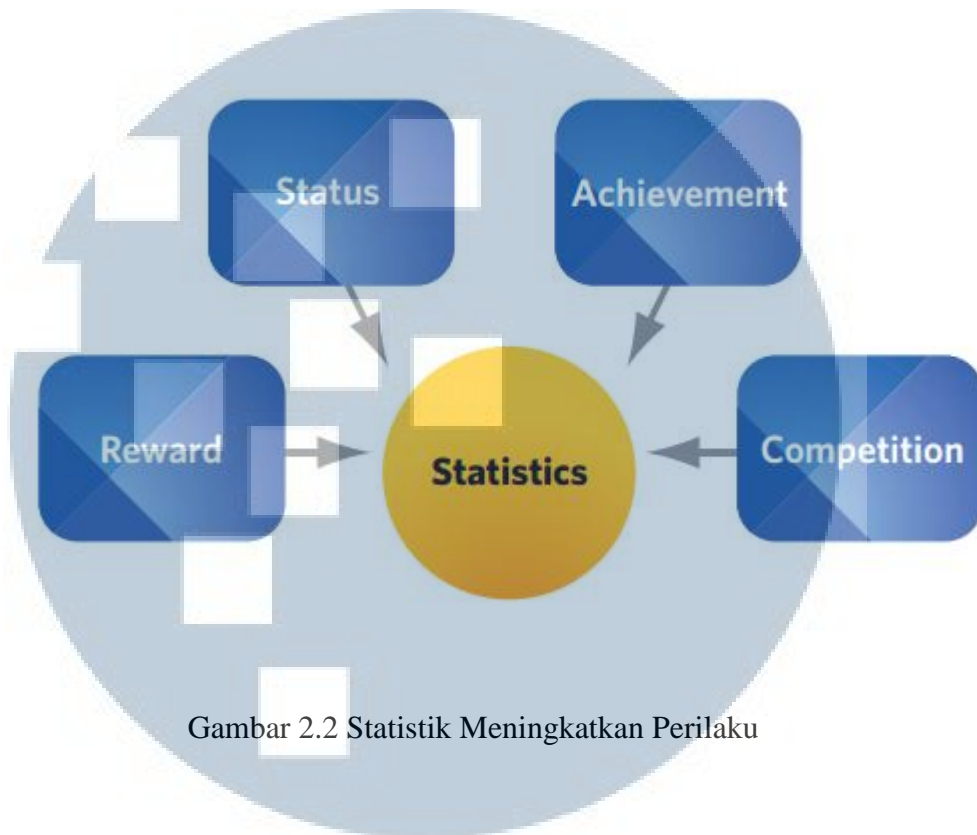 Status
Achievement
Reward
Statistics
Competition
Gambar 2.2 Statistik Meningkatkan Perilaku